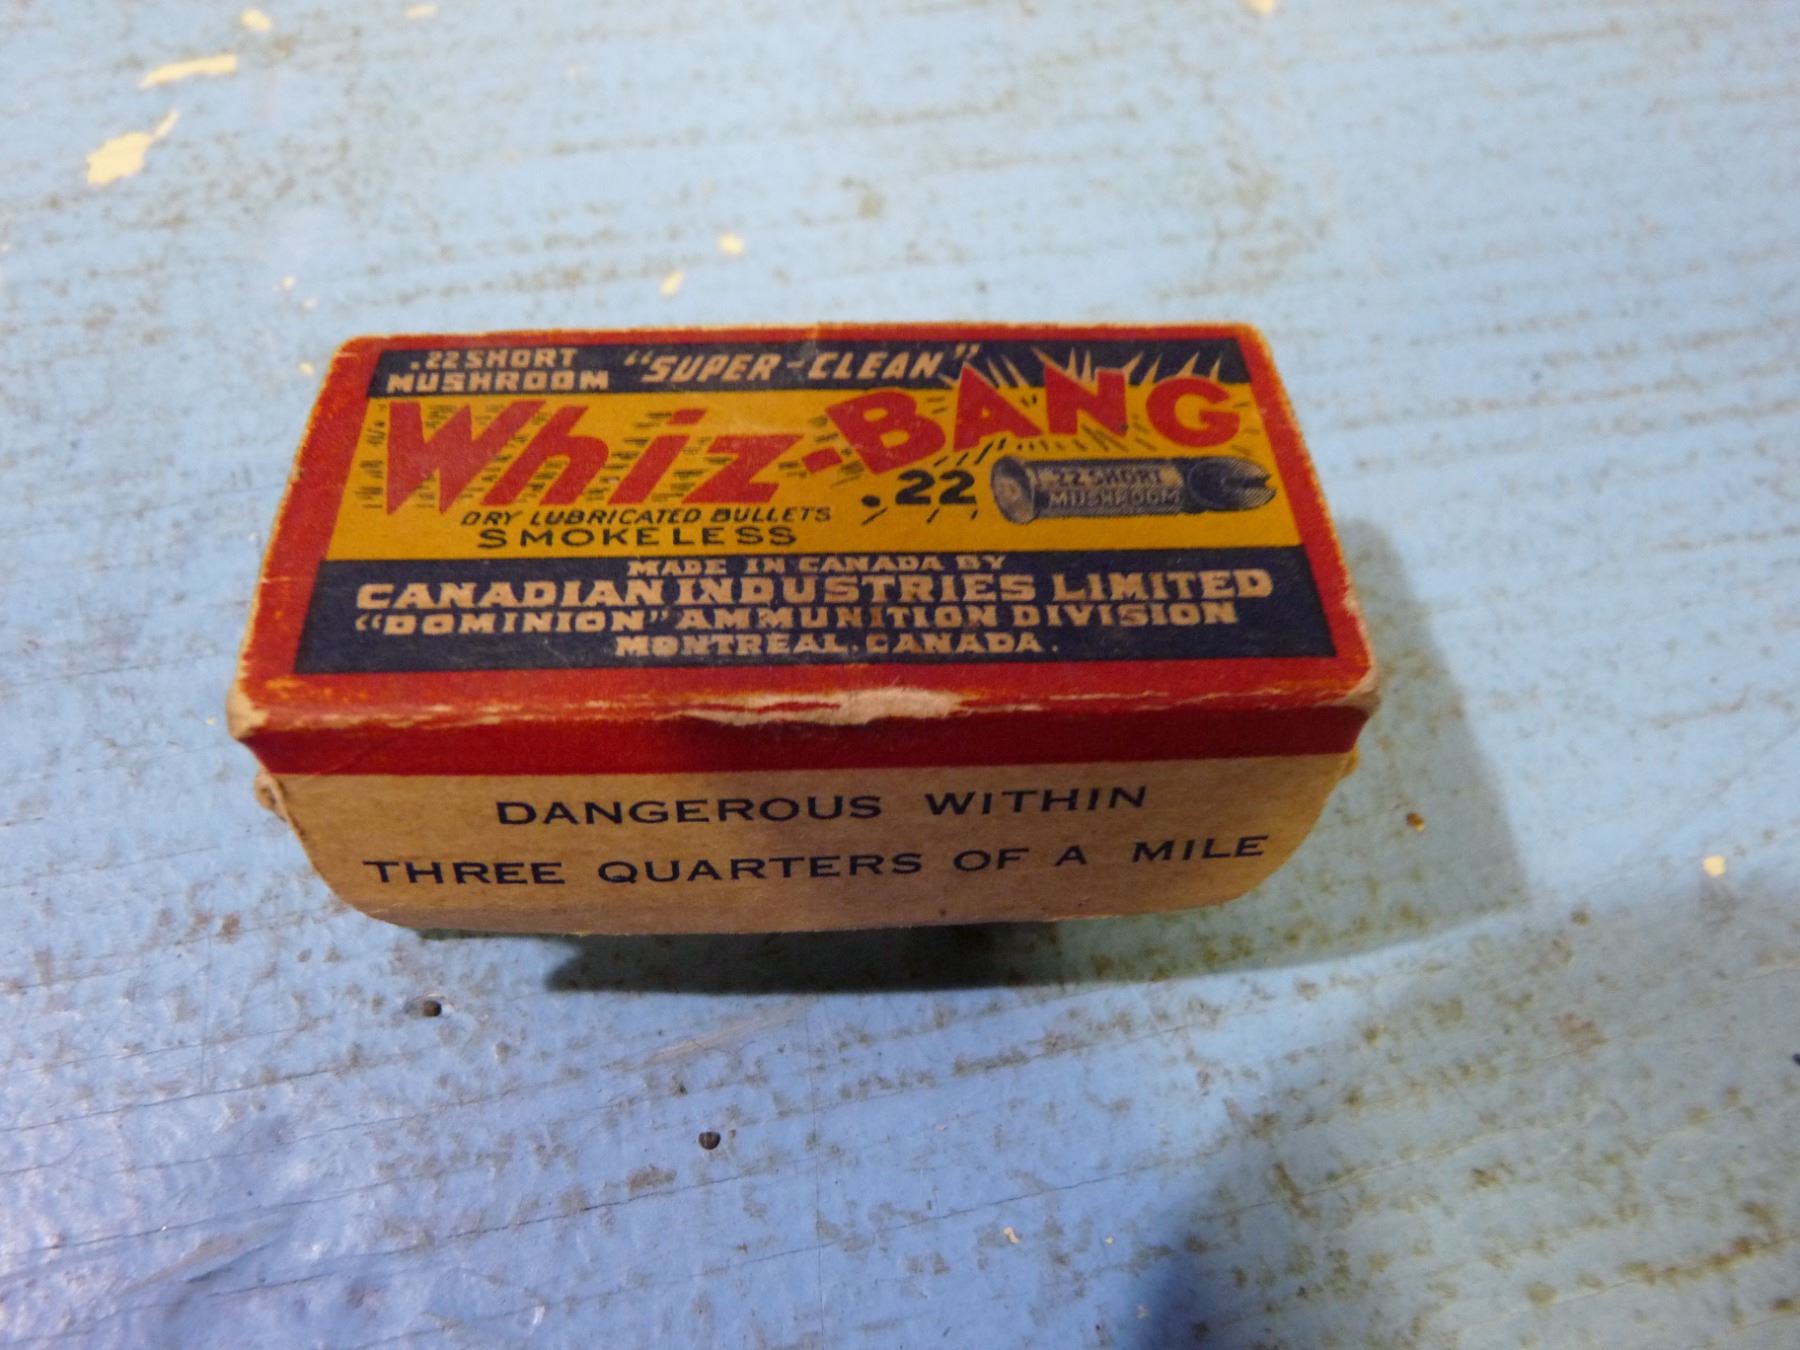 .22 SHORT
MUSHROOM
“SUPER-CLEAN”
Whiz-BANG
.22
22 SHORT
MUSHROOM
DRY LUBRICATED BULLETS
SMOKELESS
MADE IN CANADA BY
CANADIAN INDUSTRIES LIMITED
“DOMINION” AMMUNITION DIVISION
MONTREAL. CANADA.
DANGEROUS WITHIN
THREE QUARTERS OF A MILE